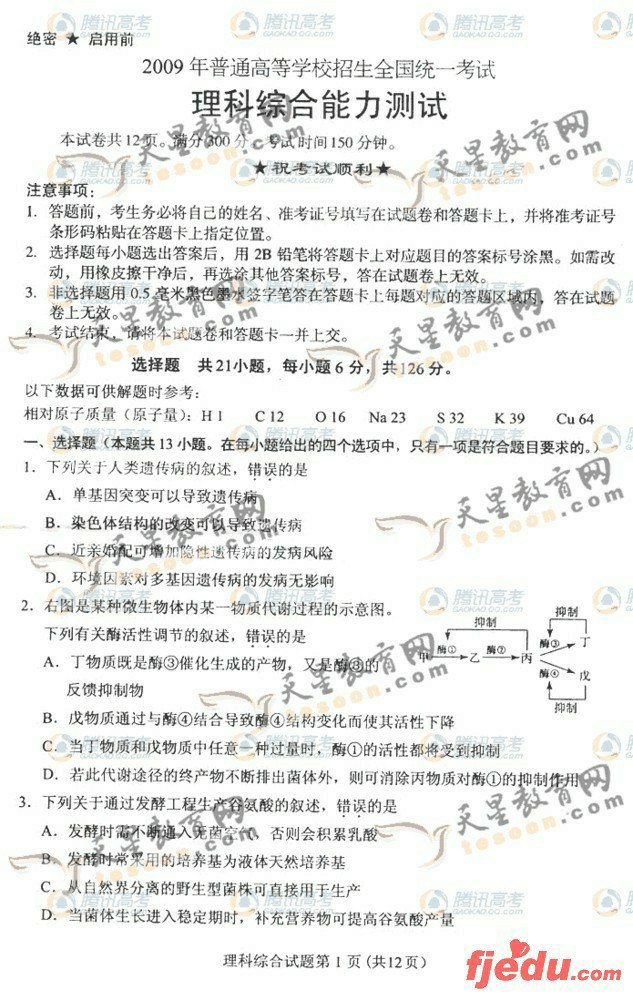 绝密 ★ 启用前
2009 年普通高等学校招生全国统一考试
理科综合能力测试
本试卷共12页。满分300分。考试时间150分钟。
★祝考试顺利★
注意事项：
1. 答题前，考生务必将自己的姓名、准考证号填写在试题卷和答题卡上，并将准考证号
条形码粘贴在答题卡上指定位置。
2. 选择题每小题选出答案后，用 2B 铅笔将答题卡上对应题目的答案标号涂黑。如需改
动，用橡皮擦干净后，再选涂其他答案标号，答在试题卷上无效。
3. 非选择题用 0.5 毫米黑色墨水签字笔答在答题卡上每题对应的答题区域内，答在试题
卷上无效。
4. 考试结束，请将本试题卷和答题卡一并上交。
选择题 共21小题，每小题 6 分，共126分。
以下数据可供解题时参考：
相对原子质量（原子量）：H 1 C 12 O 16 Na 23 S 32 K 39 Cu 64
一、选择题（本题共 13 小题。在每小题给出的四个选项中，只有一项是符合题目要求的。）
1．下列关于人类遗传病的叙述，错误的是
A．单基因突变可以导致遗传病
B．染色体结构的改变可以导致遗传病
C．近亲婚配可增加隐性遗传病的发病风险
D．环境因素对多基因遗传病的发病无影响
2．右图是某种微生物体内某一物质代谢过程的示意图。
下列有关酶活性调节的叙述，错误的是
A．丁物质既是酶③催化生成的产物，又是酶③的
反馈抑制物
抑制
甲 酶① 乙 酶② 丙 酶③ 丁
酶④ 戊
抑制
B．戊物质通过与酶④结合导致酶④结构变化而使其活性下降
C．当丁物质和戊物质中任意一种过量时，酶①的活性都将受到抑制
D．若此代谢途径的终产物不断排出菌体外，则可消除丙物质对酶①的抑制作用
3．下列关于通过发酵工程生产谷氨酸的叙述，错误的是
A．发酵时需不断通入无菌空气，否则会积累乳酸
B．发酵时常采用的培养基为液体天然培养基
C．从自然界分离的野生型菌株可直接用于生产
D．当菌体生长进入稳定期时，补充营养物可提高谷氨酸产量
理科综合试题第 1 页 (共12页)
腾讯高考
GAOKAO.QQ.COM
天星教育网
tesoon.com
fjedu.com